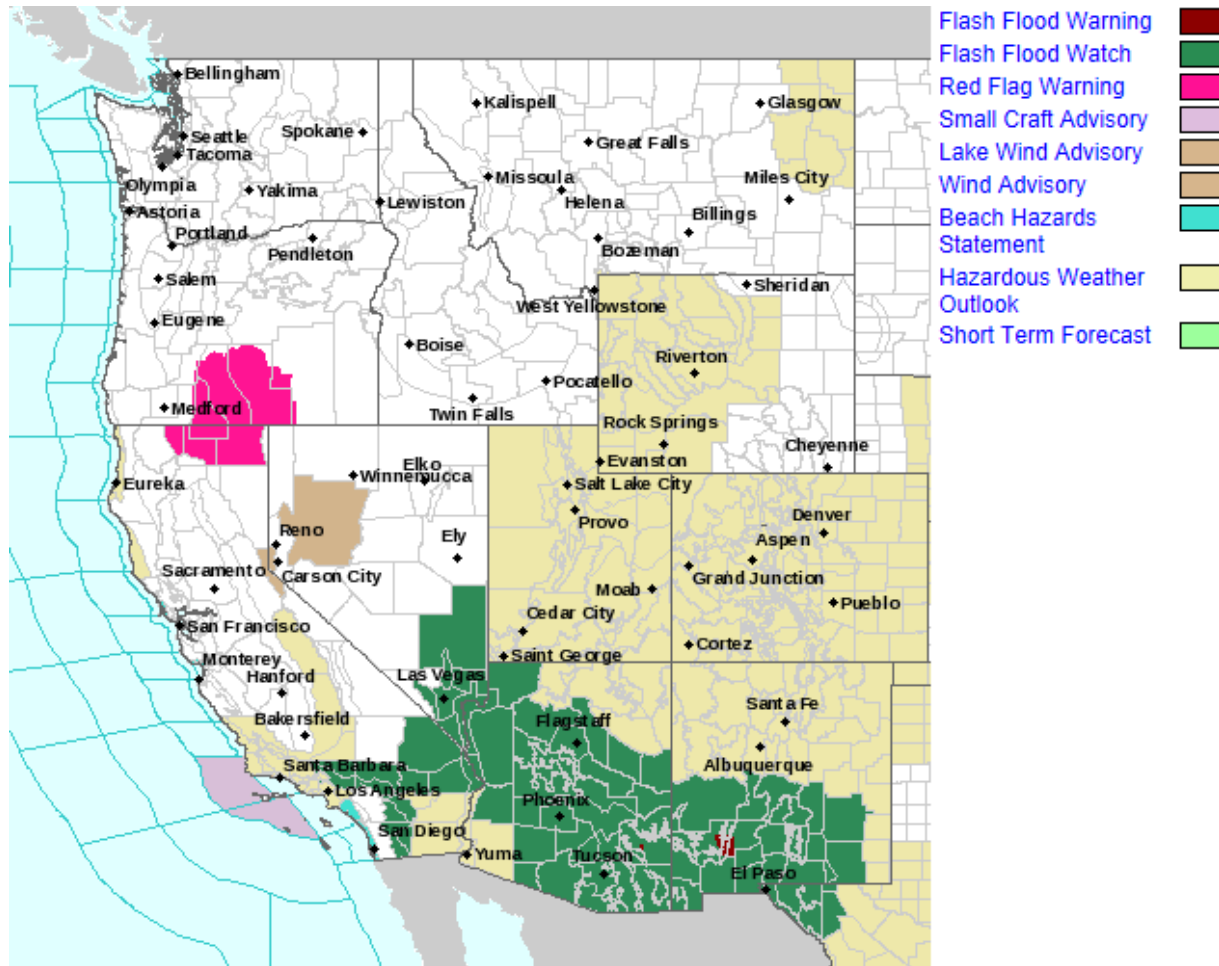 Flash Flood Warning
Flash Flood Watch
Red Flag Warning
Small Craft Advisory
Lake Wind Advisory
Wind Advisory
Beach Hazards
Statement
Hazardous Weather
Outlook
Short Term Forecast
Bellingham
Kalispell
Glasgow
Seattle
Spokane
Great Falls
Tacoma
Olympia
Yakima
Missoula
Helena
Miles City
Astoria
Lewiston
Billings
Portland
Pendleton
Bozeman
Salem
West Yellowstone
Sheridan
Eugene
Boise
Riverton
Medford
Pocatello
Twin Falls
Rock Springs
Cheyenne
Eureka
Elko
Winnemucca
Evanston
Salt Lake City
Provo
Denver
Reno
Ely
Aspen
Sacramento
Carson City
Moab
Grand Junction
Pueblo
San Francisco
Cedar City
Cortez
Monterey
Saint George
Hanford
Las Vegas
Bakersfield
Flagstaff
Santa Fe
Albuquerque
Santa Barbara
Los Angeles
Phoenix
San Diego
Yuma
Tucson
El Paso